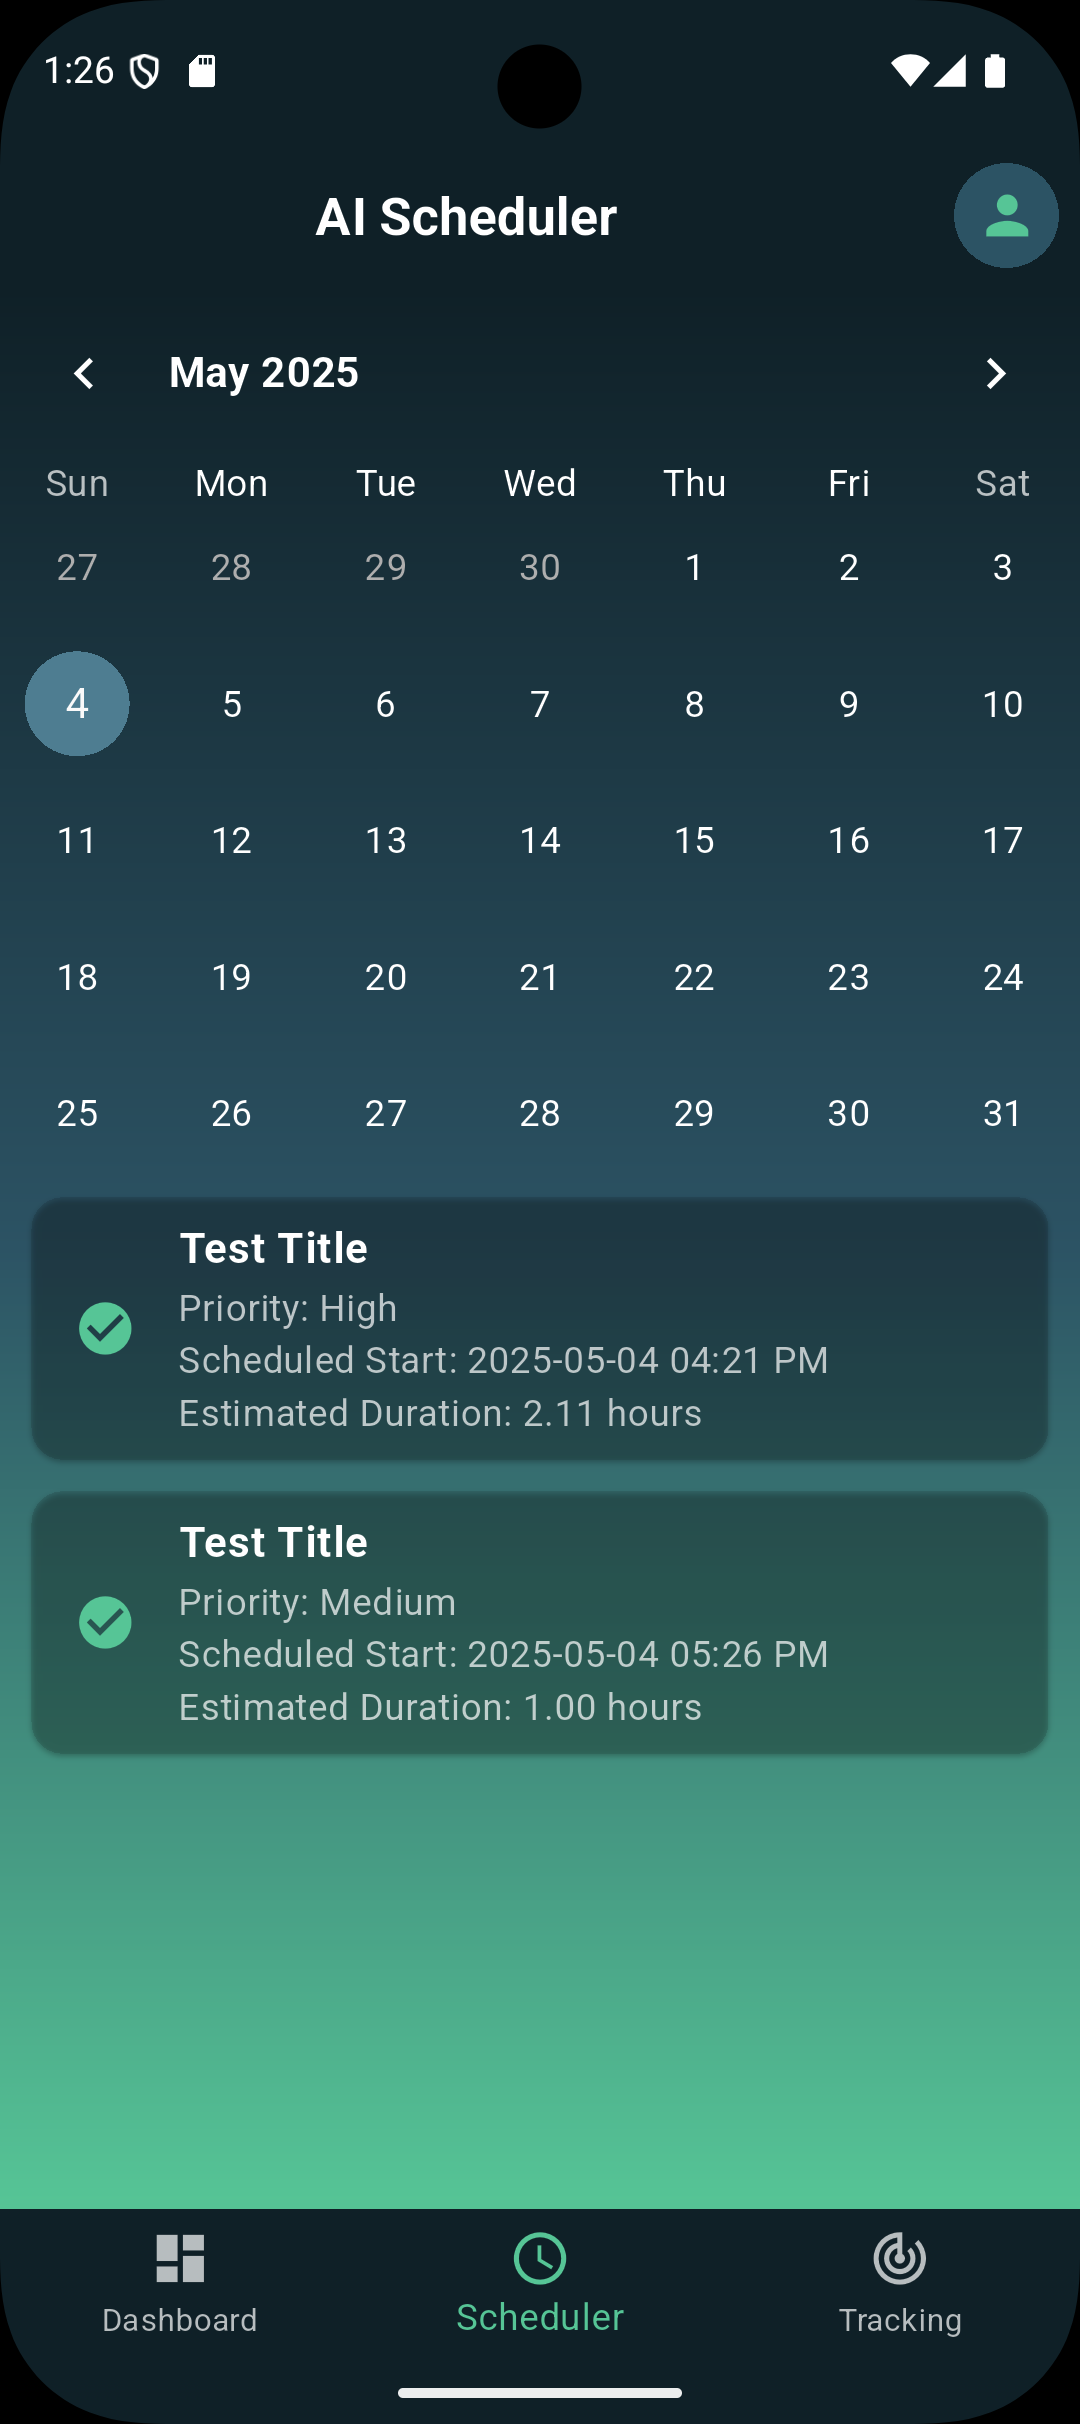 1:26
AI Scheduler
May 2025
Sun Mon Tue Wed Thu Fri Sat
27 28 29 30 1 2 3
4 5 6 7 8 9 10
11 12 13 14 15 16 17
18 19 20 21 22 23 24
25 26 27 28 29 30 31
Test Title
Priority: High
Scheduled Start: 2025-05-04 04:21 PM
Estimated Duration: 2.11 hours
Test Title
Priority: Medium
Scheduled Start: 2025-05-04 05:26 PM
Estimated Duration: 1.00 hours
Dashboard Scheduler Tracking